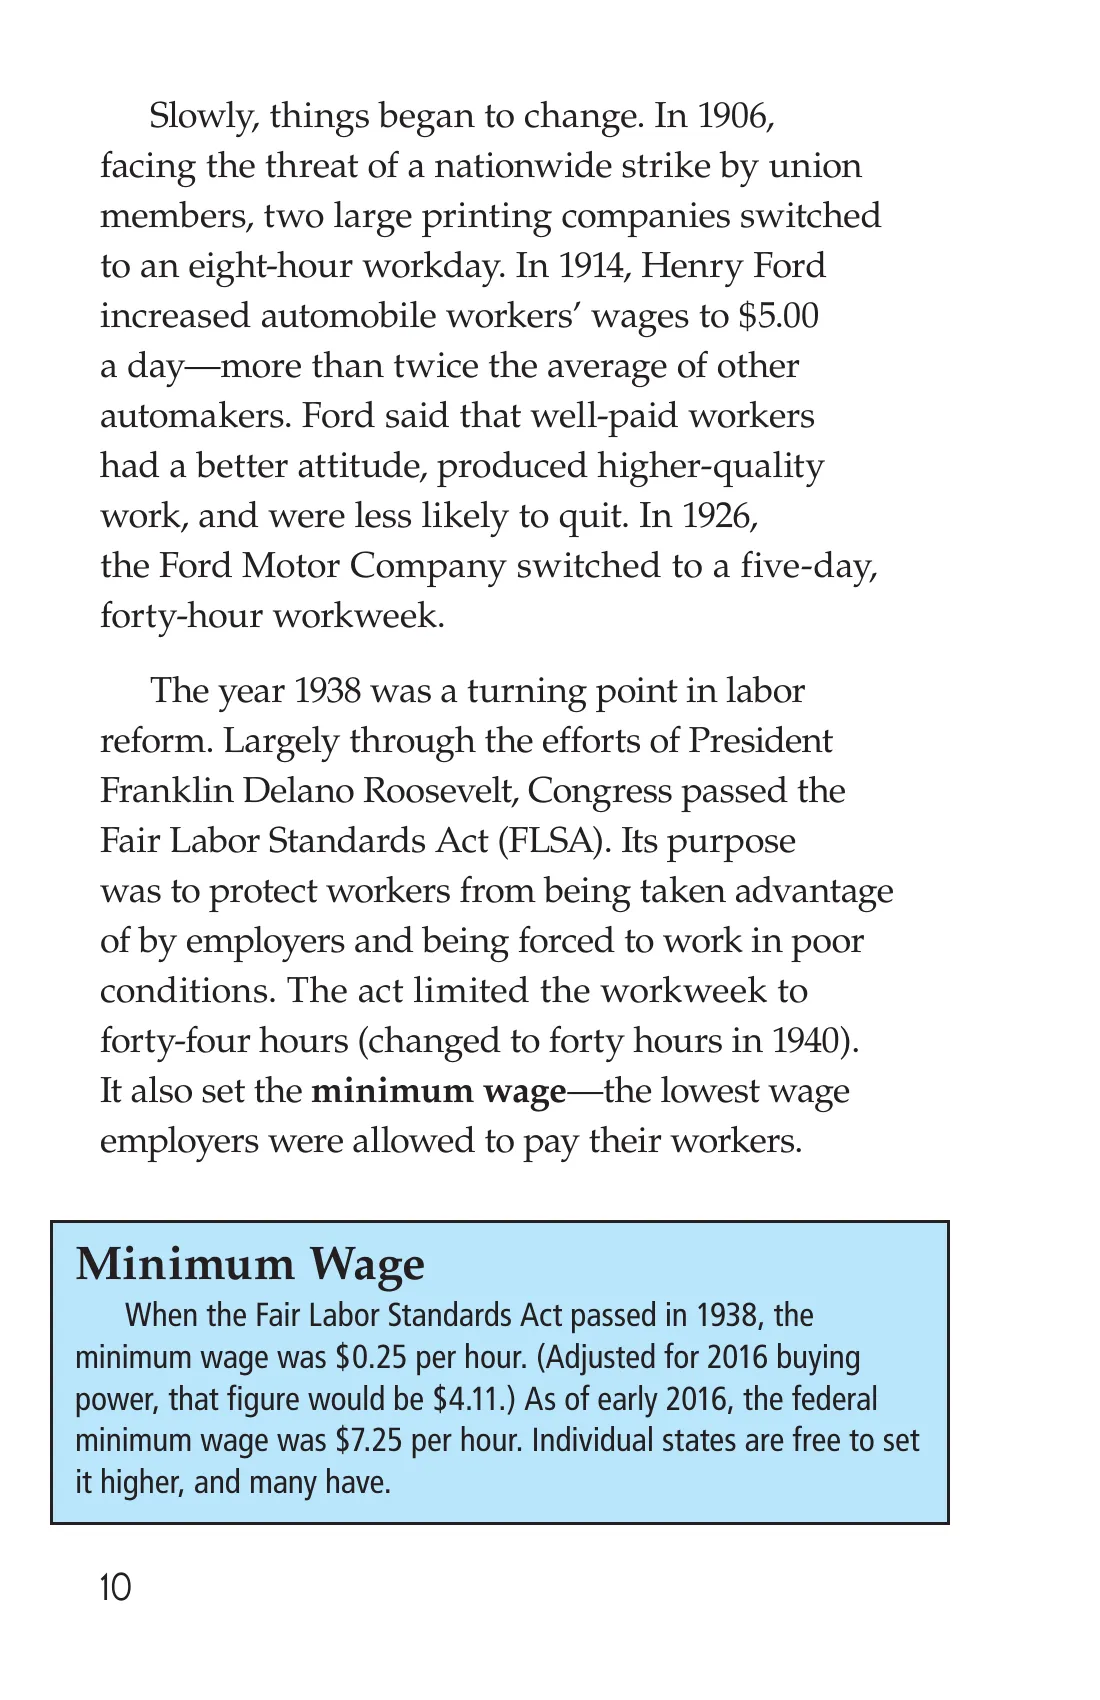 Slowly, things began to change. In 1906,
facing the threat of a nationwide strike by union
members, two large printing companies switched
to an eight-hour workday. In 1914, Henry Ford
increased automobile workers’ wages to $5.00
a day—more than twice the average of other
automakers. Ford said that well-paid workers
had a better attitude, produced higher-quality
work, and were less likely to quit. In 1926,
the Ford Motor Company switched to a five-day,
forty-hour workweek.
The year 1938 was a turning point in labor
reform. Largely through the efforts of President
Franklin Delano Roosevelt, Congress passed the
Fair Labor Standards Act (FLSA). Its purpose
was to protect workers from being taken advantage
of by employers and being forced to work in poor
conditions. The act limited the workweek to
forty-four hours (changed to forty hours in 1940).
It also set the minimum wage—the lowest wage
employers were allowed to pay their workers.
Minimum Wage
When the Fair Labor Standards Act passed in 1938, the
minimum wage was $0.25 per hour. (Adjusted for 2016 buying
power, that figure would be $4.11.) As of early 2016, the federal
minimum wage was $7.25 per hour. Individual states are free to set
it higher, and many have.
10